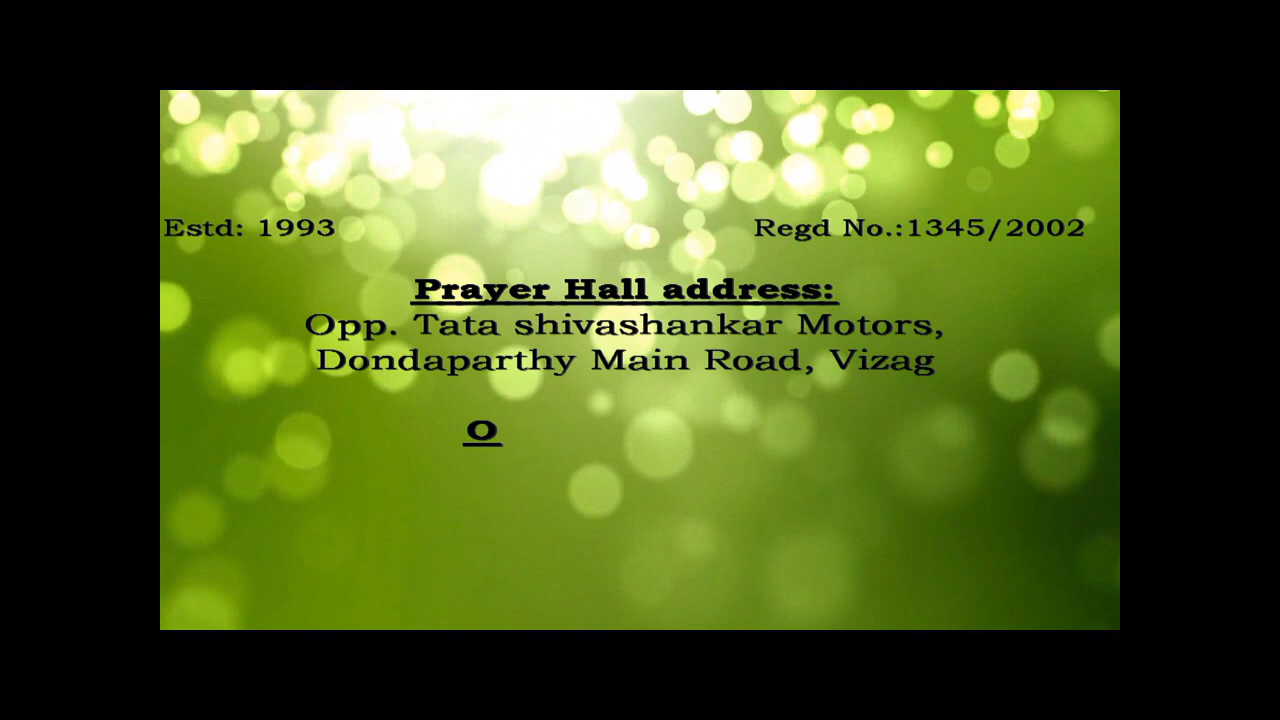 Estd: 1993 Regd No.:1345/2002
Prayer Hall address:
Opp. Tata shivashankar Motors,
Dondaparthy Main Road, Vizag
O